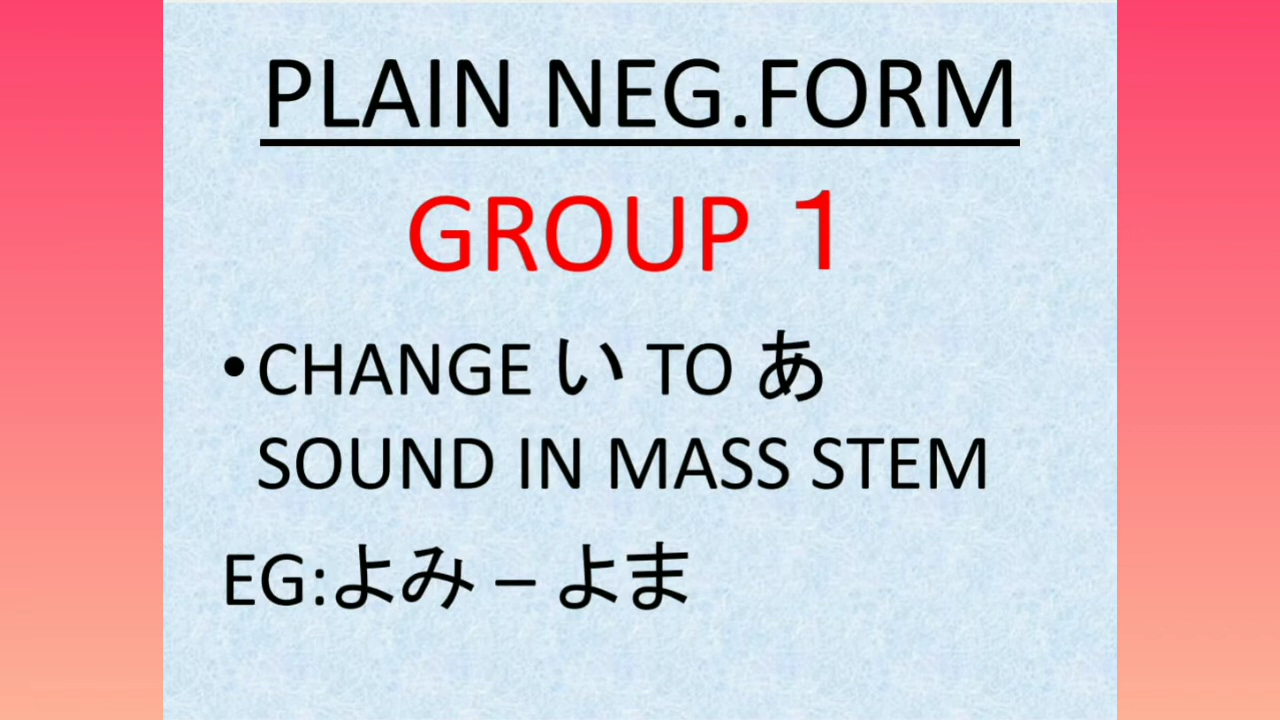 PLAIN NEG.FORM
GROUP 1
• CHANGE い TO あ
SOUND IN MASS STEM
EG:よみ – よま